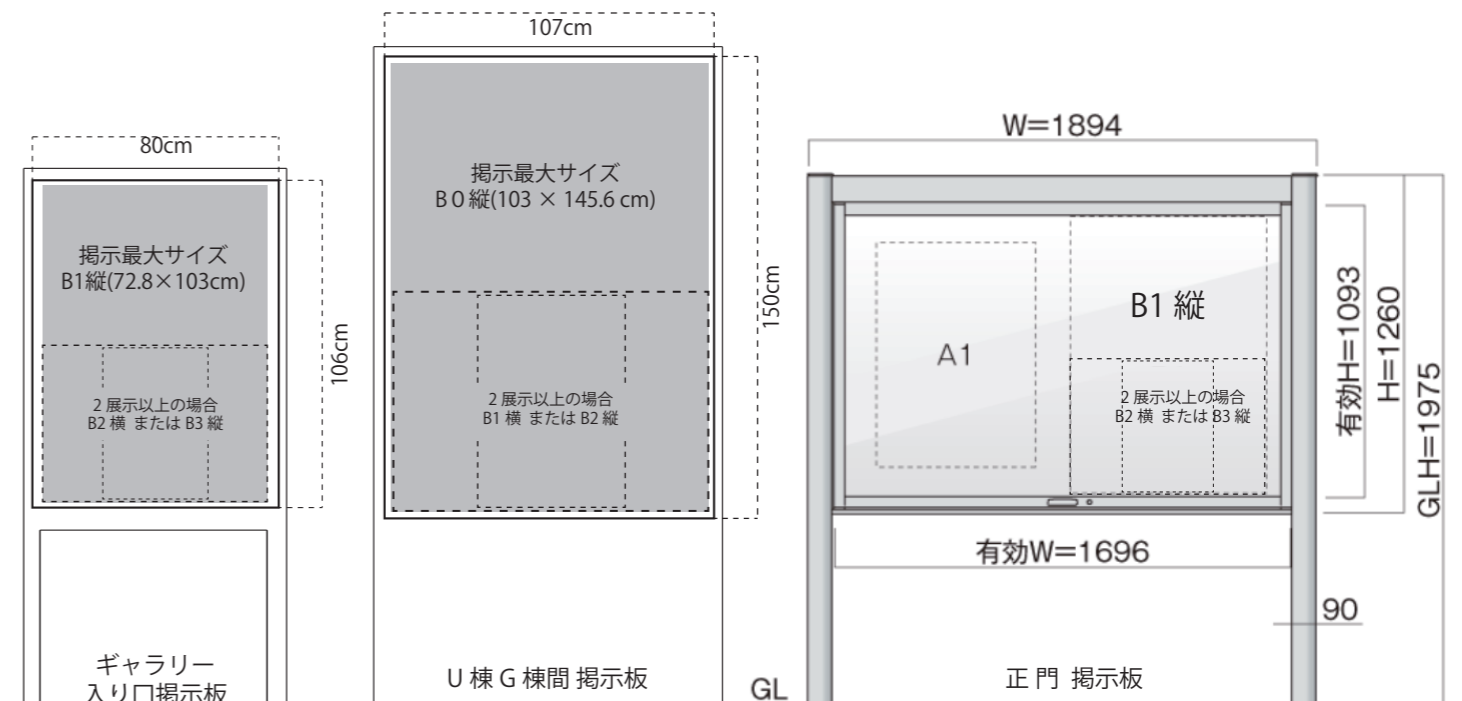 80cm
掲示最大サイズ
B1縦(72.8×103cm)
106cm
2 展示以上の場合
B2 横 または B3 縦
ギャラリー
入り口掲示板
107cm
掲示最大サイズ
B 0 縦(103 × 145.6 cm)
150cm
2 展示以上の場合
B1 横 または B2 縦
U 棟 G 棟間 掲示板
W=1894
A1
B1 縦
2 展示以上の場合
B2 横 または B3 縦
有効H=1093
H=1260
GLH=1975
有効W=1696
90
正 門 掲示板
GL